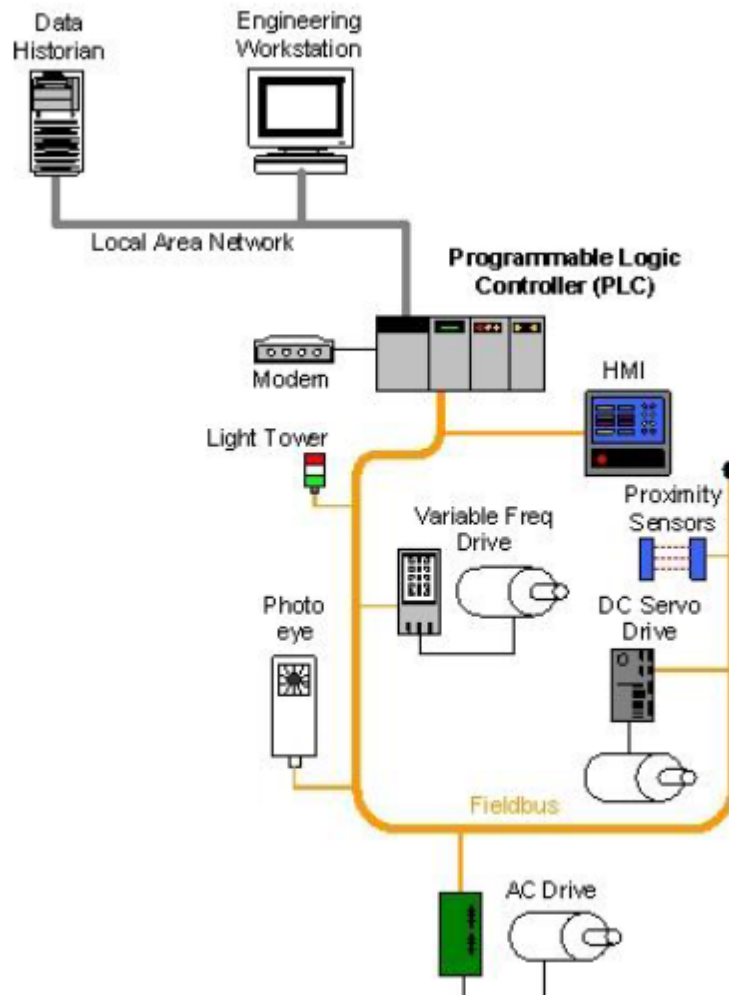 Data
Historian
Engineering
Workstation
Local Area Network
Programmable Logic
Controller (PLC)
Modem
HMI
Light Tower
Proximity
Sensors
Variable Freq
Drive
Photo
eye
DC Servo
Drive
Fieldbus
AC Drive